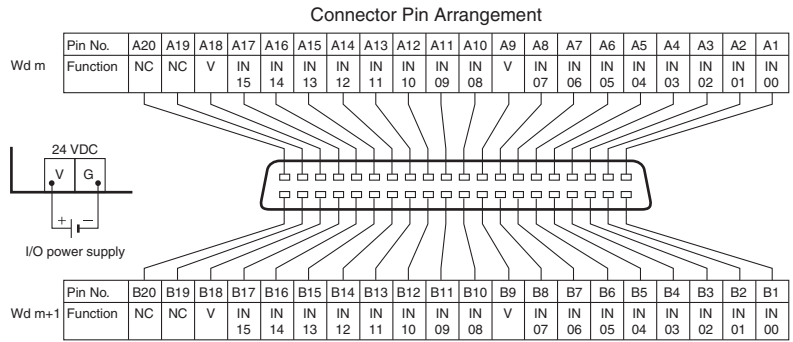 Connector Pin Arrangement
Pin No. A20 A19 A18 A17 A16 A15 A14 A13 A12 A11 A10 A9 A8 A7 A6 A5 A4 A3 A2 A1
Wd m Function NC NC V IN 15 IN 14 IN 13 IN 12 IN 11 IN 10 IN 09 IN 08 V IN 07 IN 06 IN 05 IN 04 IN 03 IN 02 IN 01 IN 00
24 VDC
V G
+ −
I/O power supply
Pin No. B20 B19 B18 B17 B16 B15 B14 B13 B12 B11 B10 B9 B8 B7 B6 B5 B4 B3 B2 B1
Wd m+1 Function NC NC V IN 15 IN 14 IN 13 IN 12 IN 11 IN 10 IN 09 IN 08 V IN 07 IN 06 IN 05 IN 04 IN 03 IN 02 IN 01 IN 00